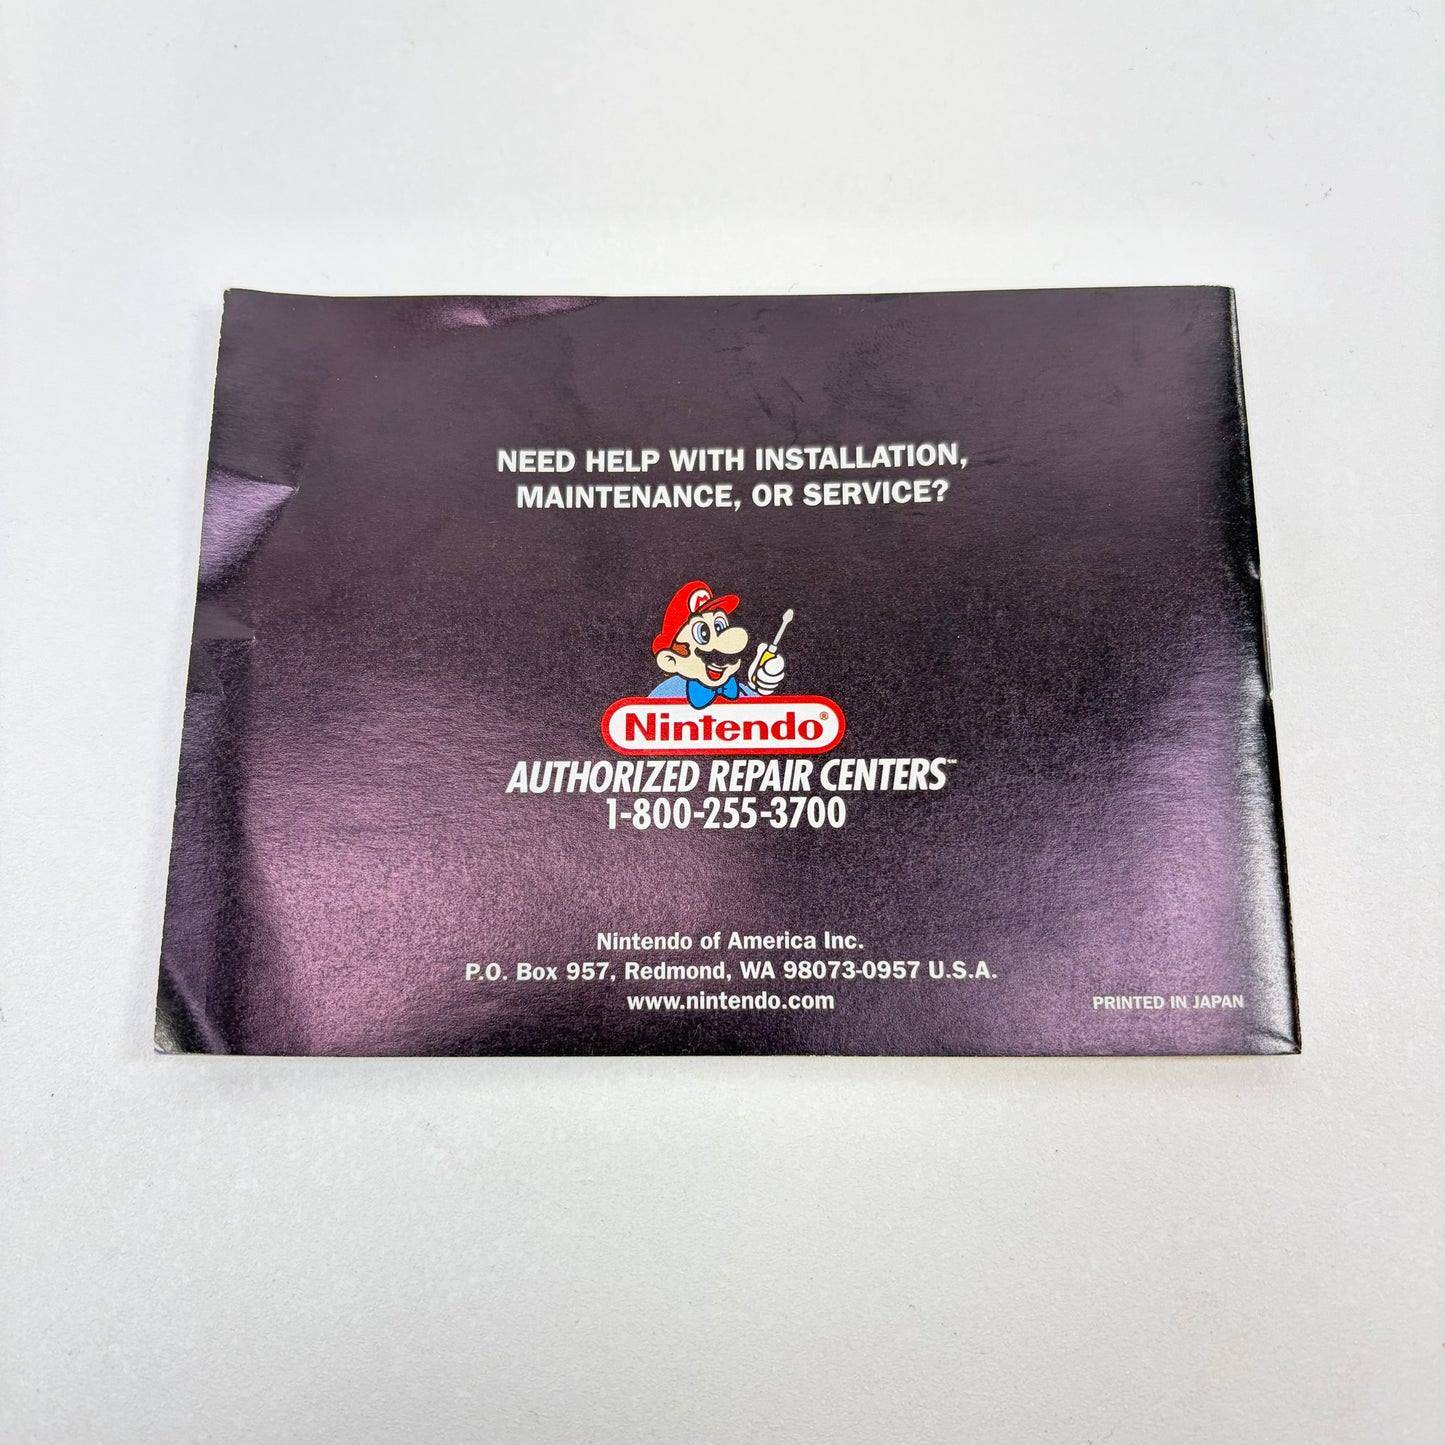 NEED HELP WITH INSTALLATION,
MAINTENANCE, OR SERVICE?
M
Nintendo®
AUTHORIZED REPAIR CENTERS™
1-800-255-3700
Nintendo of America Inc.
P.O. Box 957, Redmond, WA 98073-0957 U.S.A.
www.nintendo.com
PRINTED IN JAPAN